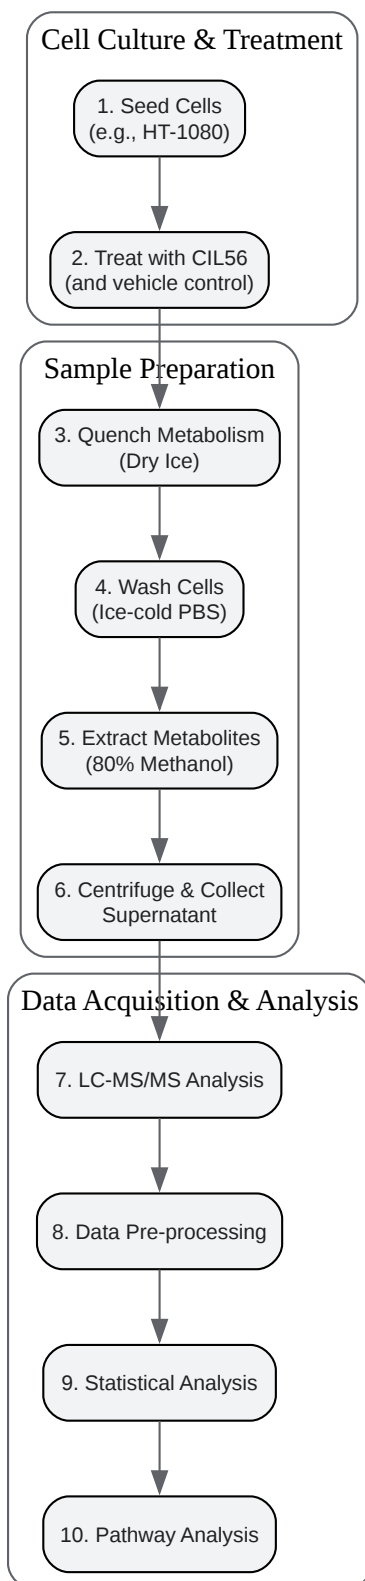 Cell Culture & Treatment
1. Seed Cells
(e.g., HT-1080)
2. Treat with CIL56
(and vehicle control)
Sample Preparation
3. Quench Metabolism
(Dry Ice)
4. Wash Cells
(Ice-cold PBS)
5. Extract Metabolites
(80% Methanol)
6. Centrifuge & Collect
Supernatant
Data Acquisition & Analysis
7. LC-MS/MS Analysis
8. Data Pre-processing
9. Statistical Analysis
10. Pathway Analysis